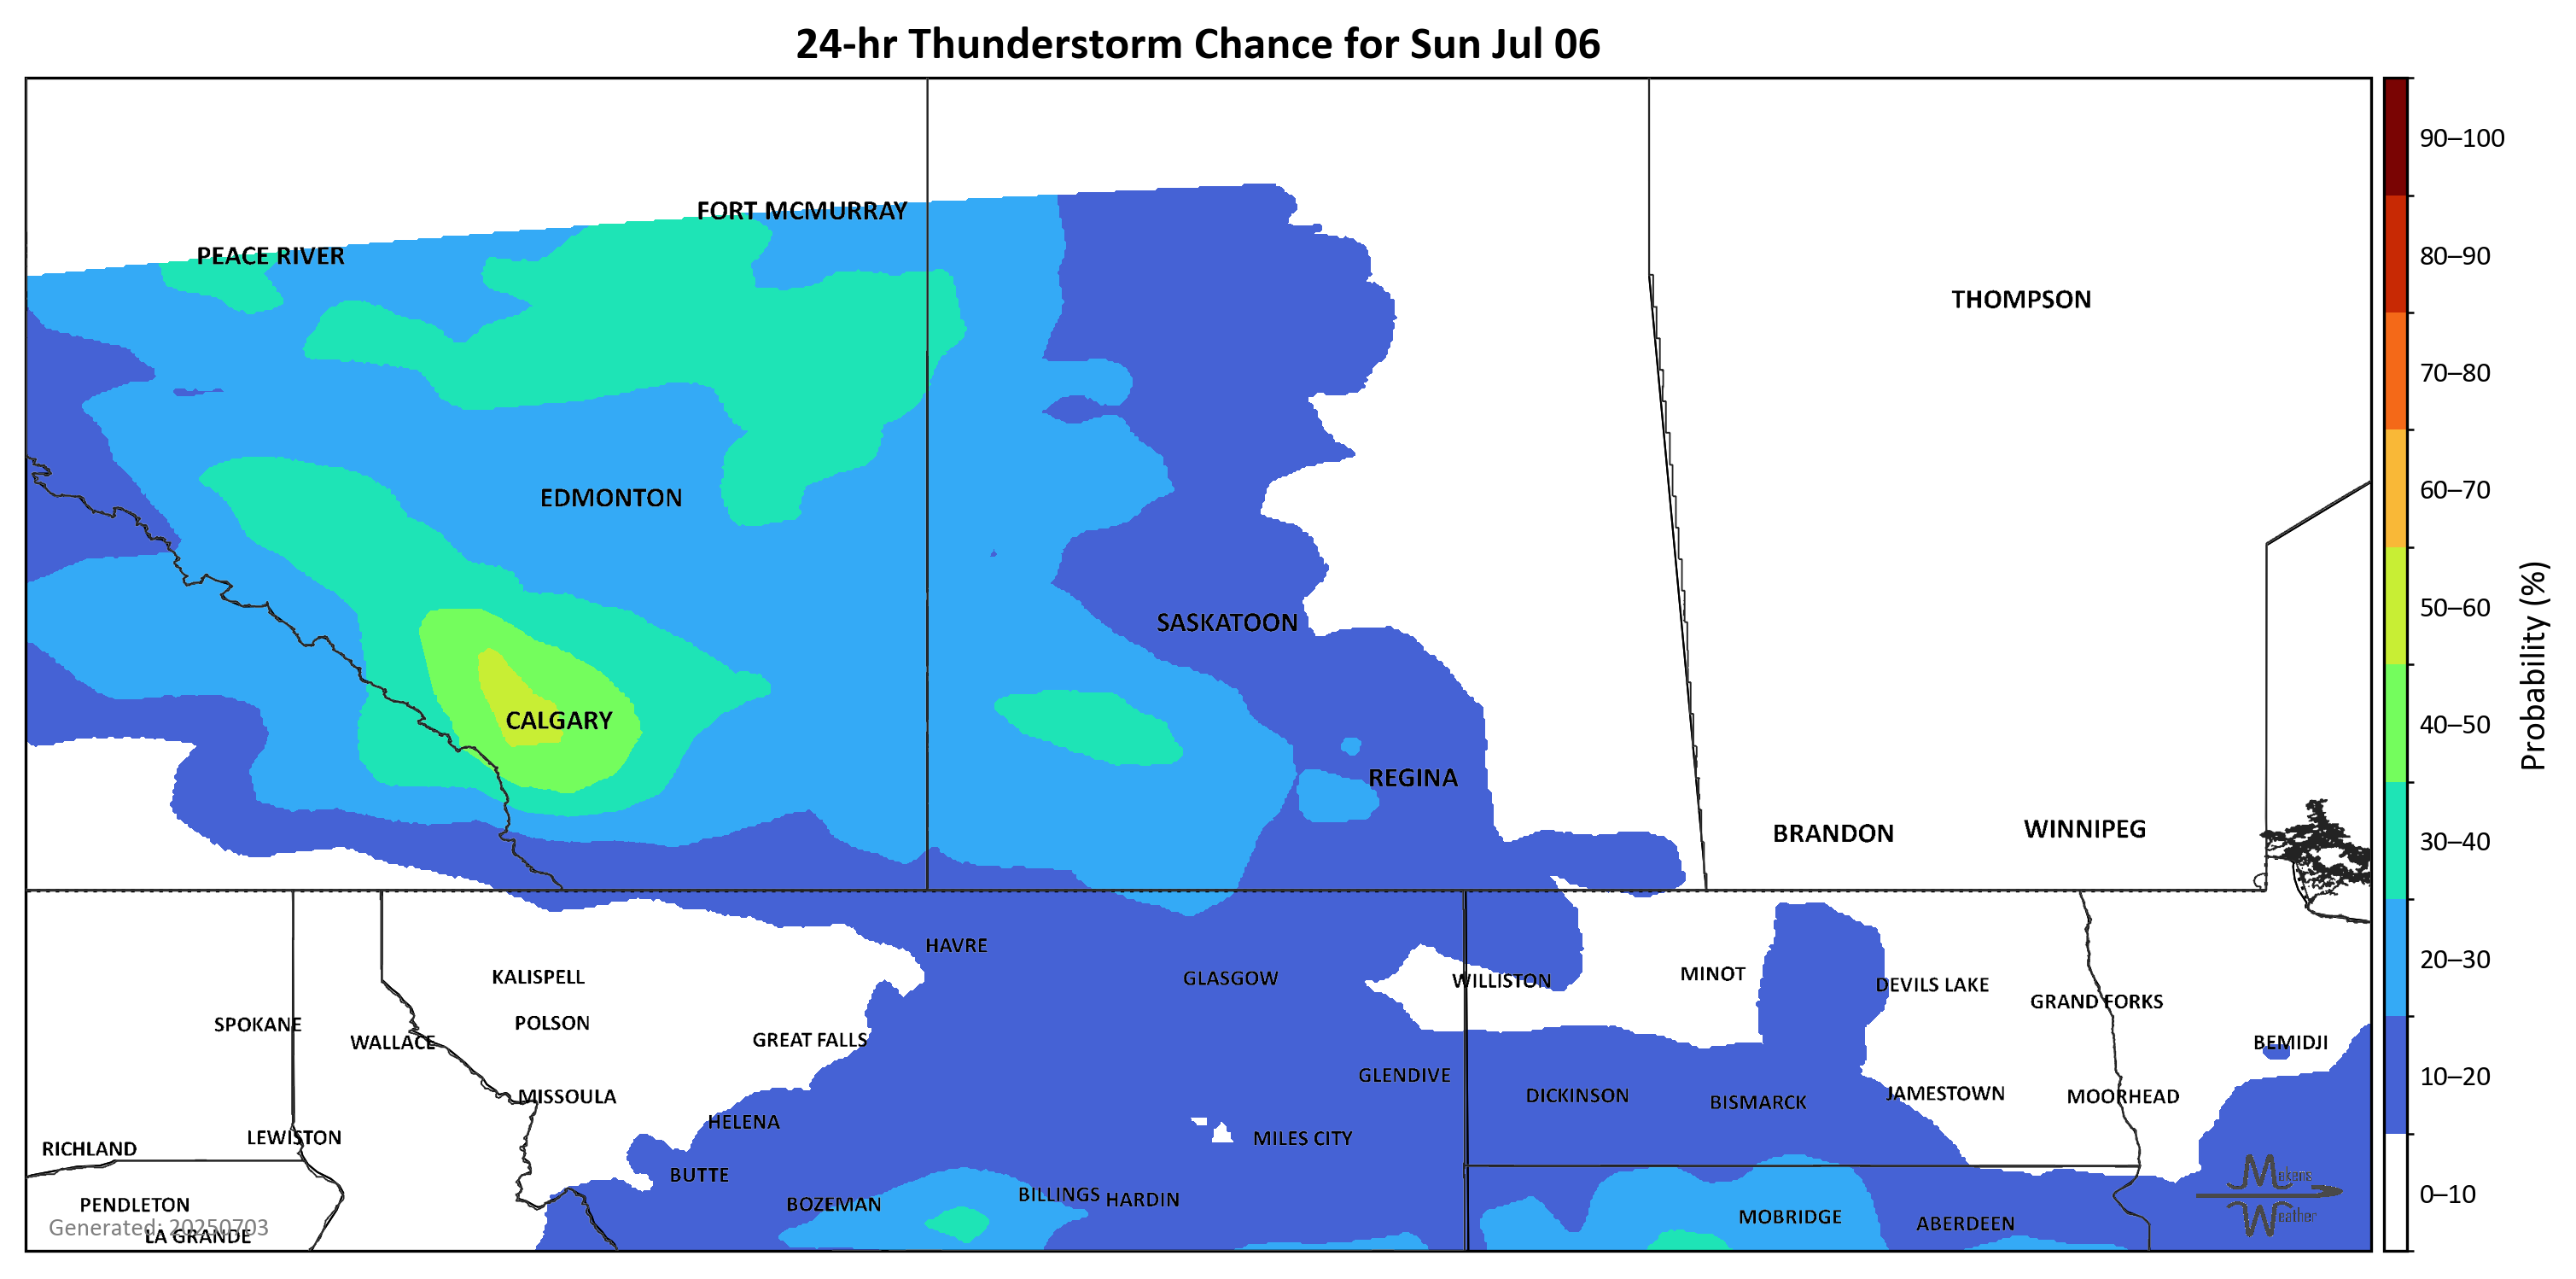 24-hr Thunderstorm Chance for Sun Jul 06
90–100
FORT MCMURRAY
PEACE RIVER
80–90
THOMPSON
70–80
60–70
EDMONTON
50–60
SASKATOON
Probability (%)
CALGARY
40–50
REGINA
BRANDON
WINNIPEG
30–40
HAVRE
20–30
KALISPELL
GLASGOW
WILLISTON
MINOT
DEVILS LAKE
GRAND FORKS
SPOKANE
POLSON
WALLACE
GREAT FALLS
BEMIDJI
GLENDIVE
10–20
MISSOULA
DICKINSON
BISMARCK
JAMESTOWN
MOORHEAD
HELENA
LEWISTON
MILES CITY
RICHLAND
BUTTE
Mekens
Weather
0–10
PENDLETON
BOZEMAN
BILLINGS
HARDIN
MOBRIDGE
ABERDEEN
Generated: 20250703
LA GRANDE